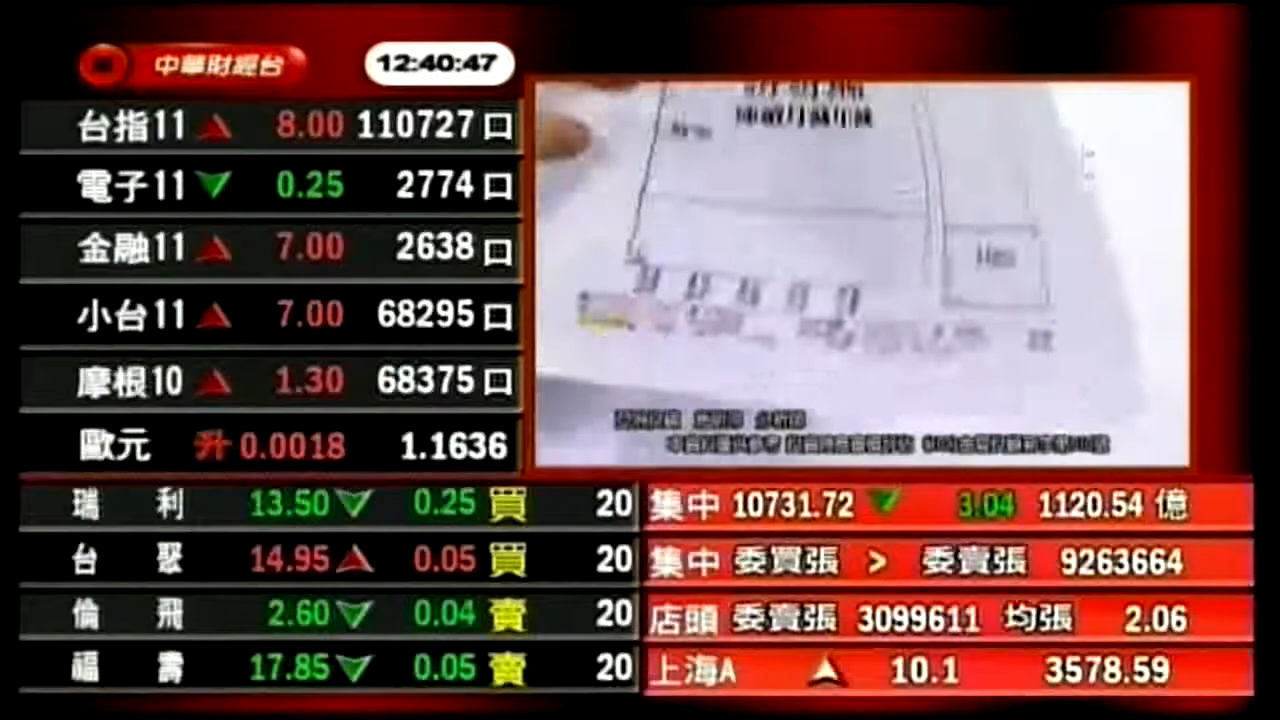 中華財經台 12:40:47
台指11 ▲ 8.00 110727口
電子11 ▼ 0.25 2774口
金融11 ▲ 7.00 2638口
小台11 ▲ 7.00 68295口
摩根10 ▲ 1.30 68375口
歐元 升 0.0018 1.1636
瑞利 13.50 ▼ 0.25 買 20
台聚 14.95 ▲ 0.05 買 20
倫飛 2.60 ▼ 0.04 賣 20
福壽 17.85 ▼ 0.05 賣 20
集中 10731.72 ▼ 3.04 1120.54 億
集中 委買張 > 委賣張 9263664
店頭 委賣張 3099611 均張 2.06
上海A ▲ 10.1 3578.59